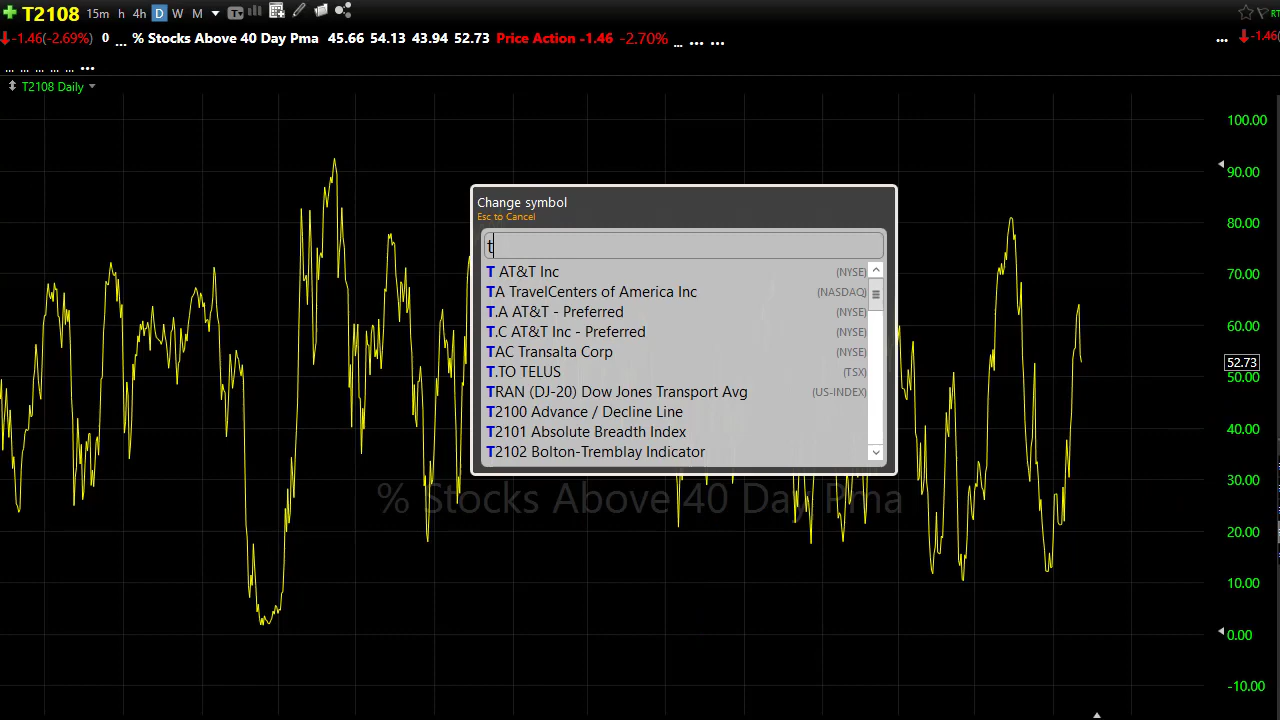 T2108 15m h 4h D W M T RT
-1.46(-2.69%) 0 ... % Stocks Above 40 Day Pma 45.66 54.13 43.94 52.73 Price Action -1.46 -2.70% ... ... ... ... -1.46(
... ... ... ... ... ...
T2108 Daily
100.00
90.00
80.00
70.00
60.00
52.73
50.00
40.00
30.00
20.00
10.00
0.00
-10.00
Change symbol
Esc to Cancel
t
T AT&T Inc (NYSE)
TA TravelCenters of America Inc (NASDAQ)
T.A AT&T - Preferred (NYSE)
T.C AT&T Inc - Preferred (NYSE)
TAC Transalta Corp (NYSE)
T.TO TELUS (TSX)
TRAN (DJ-20) Dow Jones Transport Avg (US-INDEX)
T2100 Advance / Decline Line
T2101 Absolute Breadth Index
T2102 Bolton-Tremblay Indicator
% Stocks Above 40 Day Pma